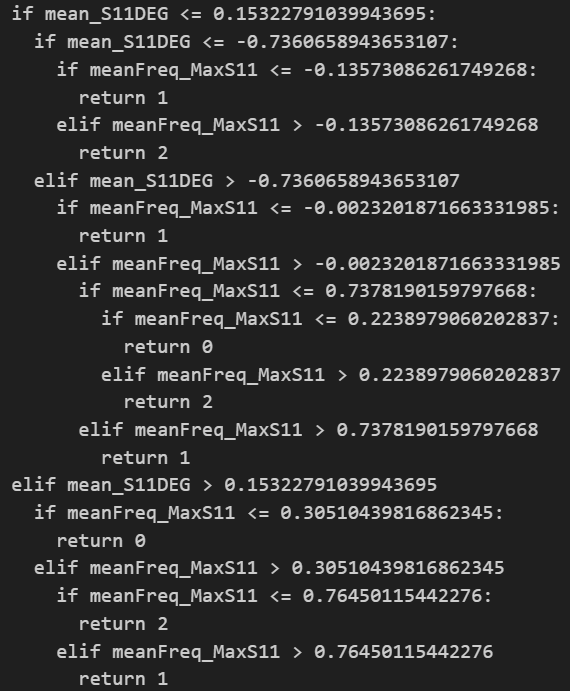 if mean_S11DEG <= 0.15322791039943695:
  if mean_S11DEG <= -0.7360658943653107:
    if meanFreq_MaxS11 <= -0.13573086261749268:
      return 1
    elif meanFreq_MaxS11 > -0.13573086261749268
      return 2
  elif mean_S11DEG > -0.7360658943653107
    if meanFreq_MaxS11 <= -0.0023201871663331985:
      return 1
    elif meanFreq_MaxS11 > -0.0023201871663331985
      if meanFreq_MaxS11 <= 0.7378190159797668:
        if meanFreq_MaxS11 <= 0.2238979060202837:
          return 0
        elif meanFreq_MaxS11 > 0.2238979060202837
          return 2
      elif meanFreq_MaxS11 > 0.7378190159797668
        return 1
elif mean_S11DEG > 0.15322791039943695
  if meanFreq_MaxS11 <= 0.30510439816862345:
    return 0
  elif meanFreq_MaxS11 > 0.30510439816862345
    if meanFreq_MaxS11 <= 0.76450115442276:
      return 2
    elif meanFreq_MaxS11 > 0.76450115442276
      return 1